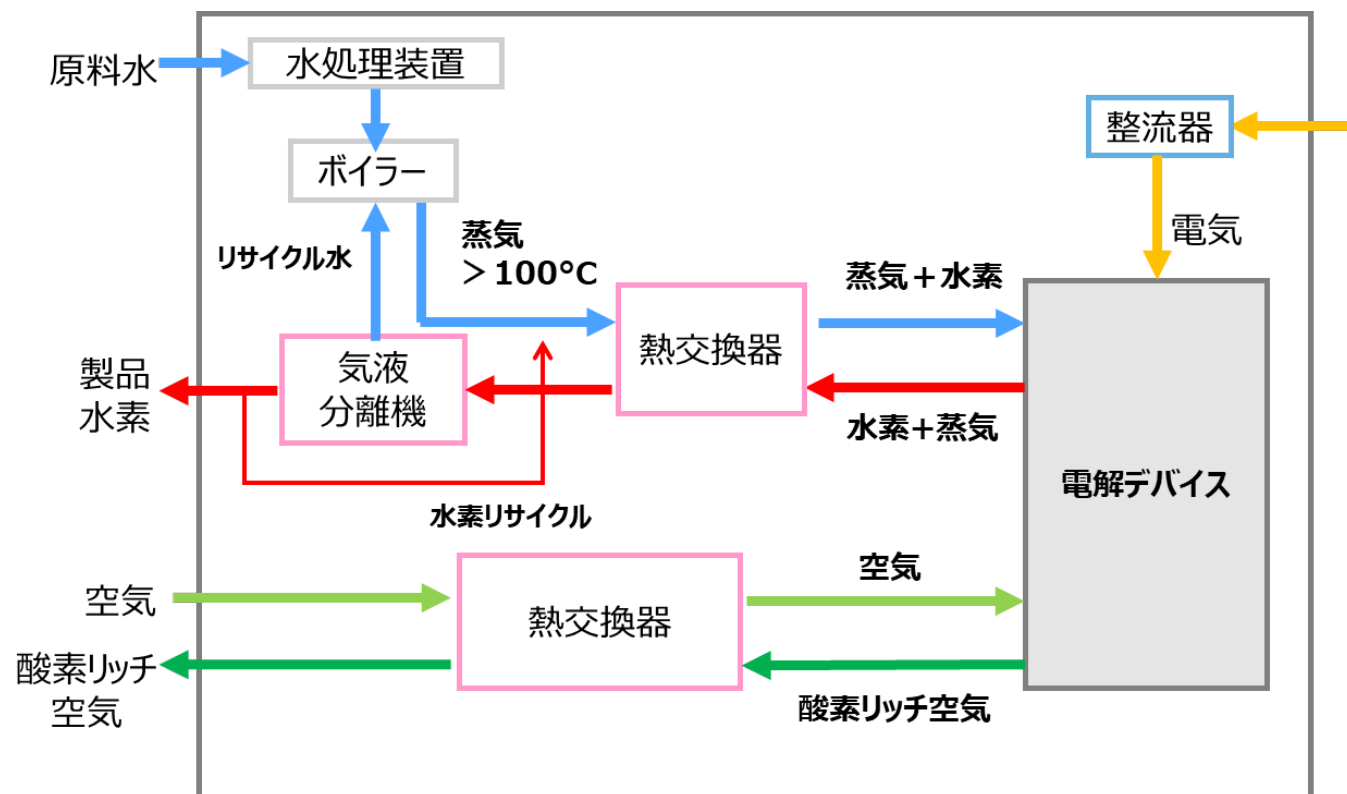 原料水
水処理装置
整流器
ボイラー
リサイクル水
蒸気
＞100°C
電気
蒸気＋水素
熱交換器
製品
水素
気液
分離機
水素+蒸気
電解デバイス
水素リサイクル
空気
空気
熱交換器
酸素リッチ
空気
酸素リッチ空気